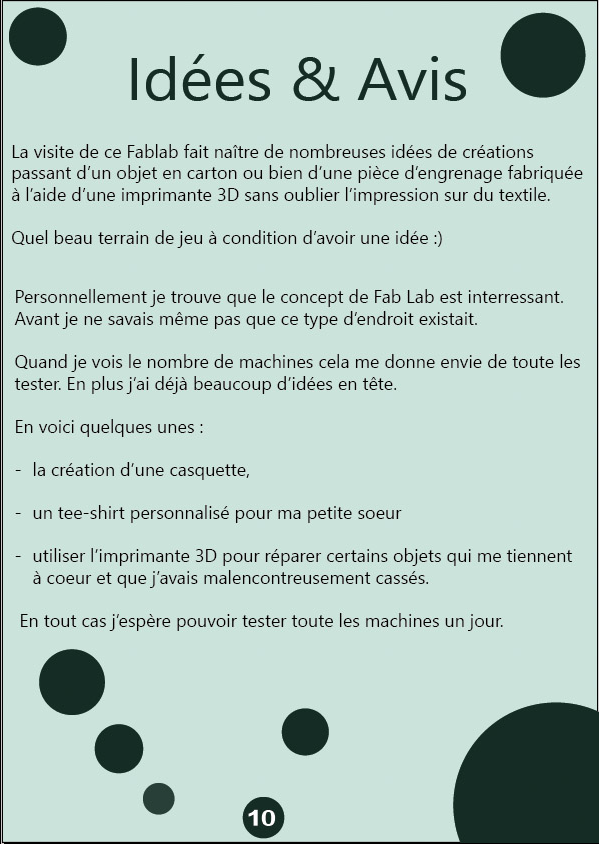 Idées & Avis
La visite de ce Fablab fait naître de nombreuses idées de créations
passant d’un objet en carton ou bien d’une pièce d’engrenage fabriquée
à l’aide d’une imprimante 3D sans oublier l’impression sur du textile.
Quel beau terrain de jeu à condition d’avoir une idée :)
Personnellement je trouve que le concept de Fab Lab est interressant.
Avant je ne savais même pas que ce type d’endroit existait.
Quand je vois le nombre de machines cela me donne envie de toute les
tester. En plus j’ai déjà beaucoup d’idées en tête.
En voici quelques unes :
- la création d’une casquette,
- un tee-shirt personnalisé pour ma petite soeur
- utiliser l’imprimante 3D pour réparer certains objets qui me tiennent
à coeur et que j’avais malencontreusement cassés.
En tout cas j’espère pouvoir tester toute les machines un jour.
10